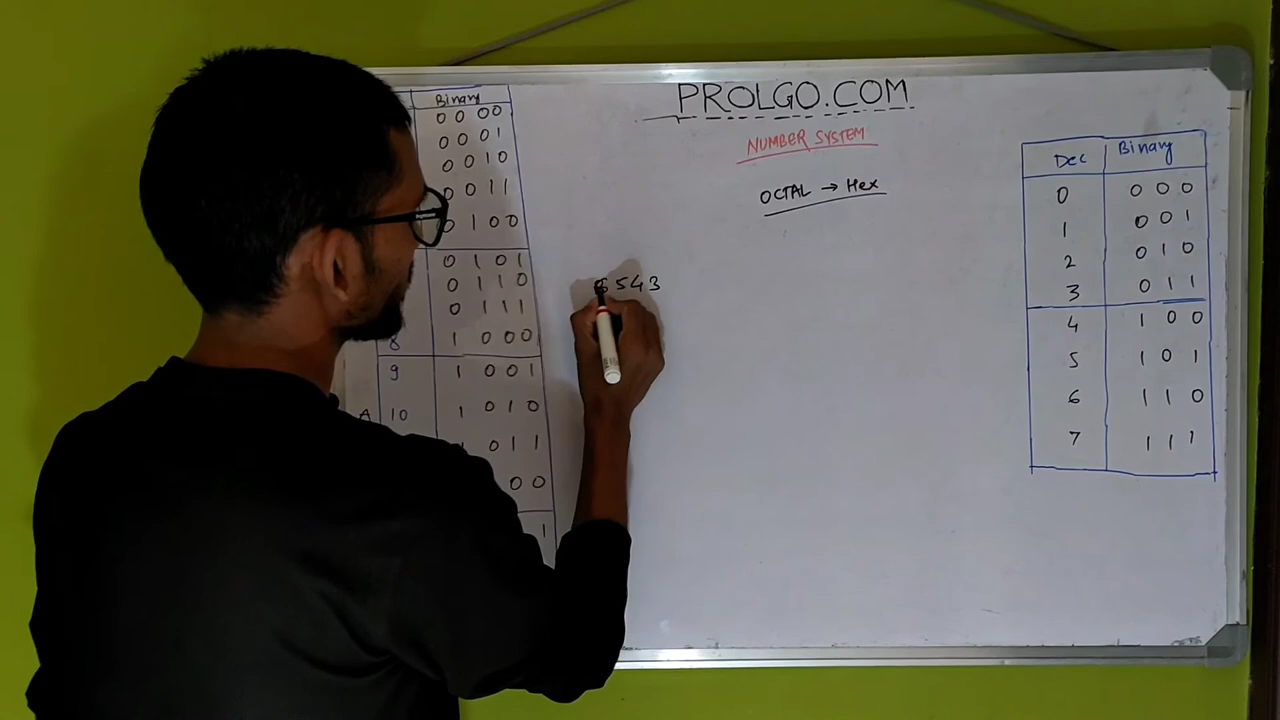 PROLGO.COM
NUMBER SYSTEM
OCTAL → Hex
Binary
0 0 0 0
0 0 0 1
0 0 1 0
0 0 1 1
0 1 0 0
0 1 0 1
0 1 1 0
0 1 1 1
8 1 0 0 0
9 1 0 0 1
A 10 1 0 1 0
1 0 1 1
0 0
1
6543
Dec Binary
0 0 0 0
1 0 0 1
2 0 1 0
3 0 1 1
4 1 0 0
5 1 0 1
6 1 1 0
7 1 1 1